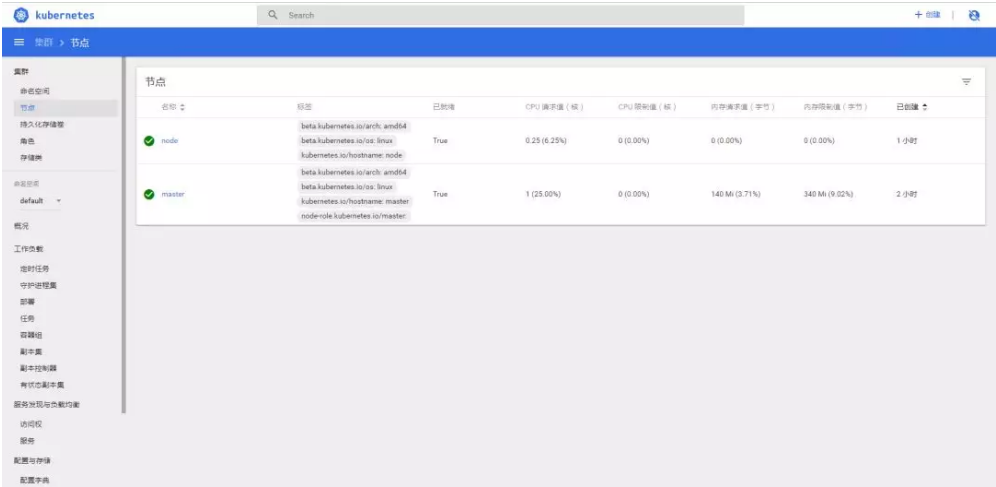 kubernetes
Search
+ 创建
集群 > 节点
集群
命名空间
节点
持久化存储卷
角色
存储类
命名空间
default
概况
工作负载
定时任务
守护进程集
部署
任务
容器组
副本集
副本控制器
有状态副本集
服务发现与负载均衡
访问权
服务
配置与存储
配置字典
节点
名称 标签 已就绪 CPU 请求值 ( 核 ) CPU 限制值 ( 核 ) 内存请求值 ( 字节 ) 内存限制值 ( 字节 ) 已创建
beta.kubernetes.io/arch: amd64
node beta.kubernetes.io/os: linux True 0.25 (6.25%) 0 (0.00%) 0 (0.00%) 0 (0.00%) 1 小时
kubernetes.io/hostname: node
beta.kubernetes.io/arch: amd64
beta.kubernetes.io/os: linux
master True 1 (25.00%) 0 (0.00%) 140 Mi (3.71%) 340 Mi (9.02%) 2 小时
kubernetes.io/hostname: master
node-role.kubernetes.io/master: